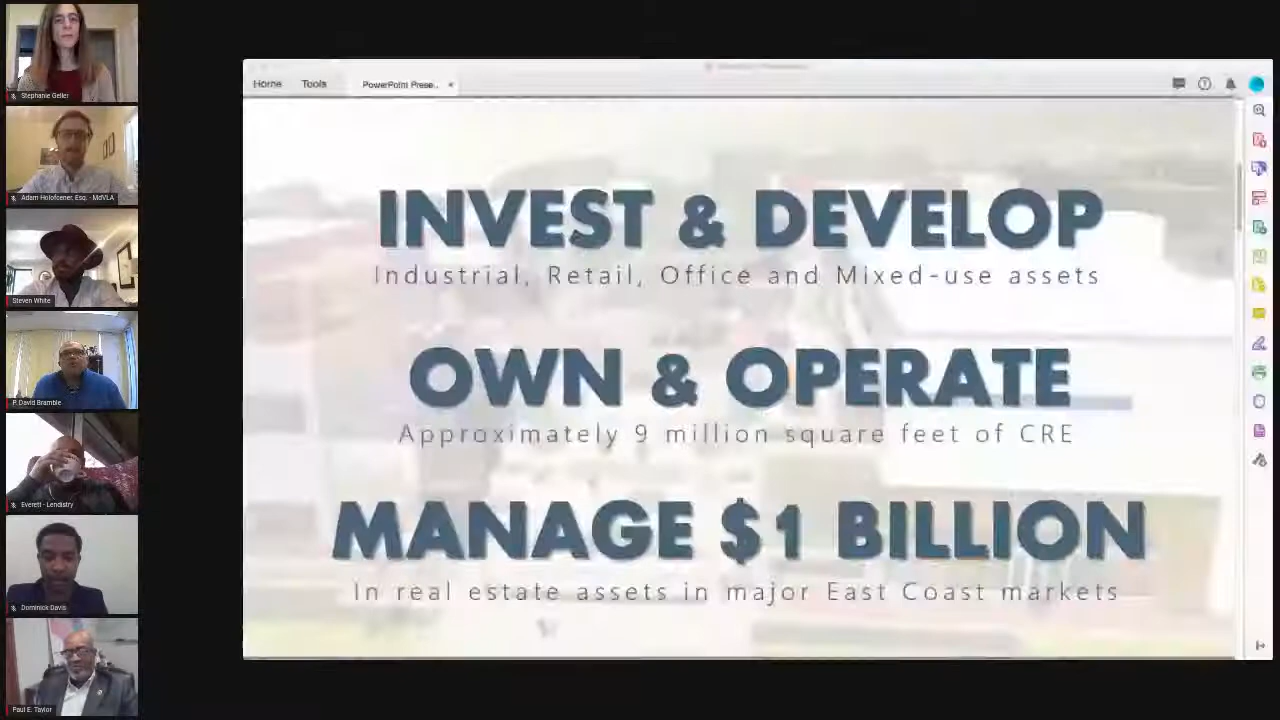 Stephanie Geller
Adam Holofcener, Esq. - MdVLA
Steven White
P. David Bramble
Everett - Lendistry
Dominick Davis
Paul E. Taylor
Home Tools PowerPoint Prese...
INVEST & DEVELOP
Industrial, Retail, Office and Mixed-use assets
OWN & OPERATE
Approximately 9 million square feet of CRE
MANAGE $1 BILLION
In real estate assets in major East Coast markets